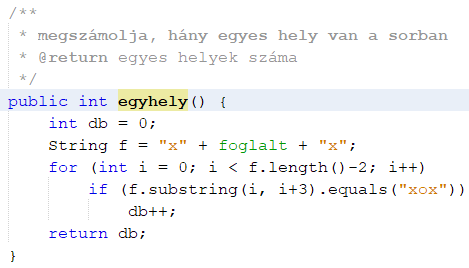 /**
 * megszámolja, hány egyes hely van a sorban
 * @return egyes helyek száma
 */
public int egyhely() {
    int db = 0;
    String f = "x" + foglalt + "x";
    for (int i = 0; i < f.length()-2; i++)
        if (f.substring(i, i+3).equals("xox"))
            db++;
    return db;
}